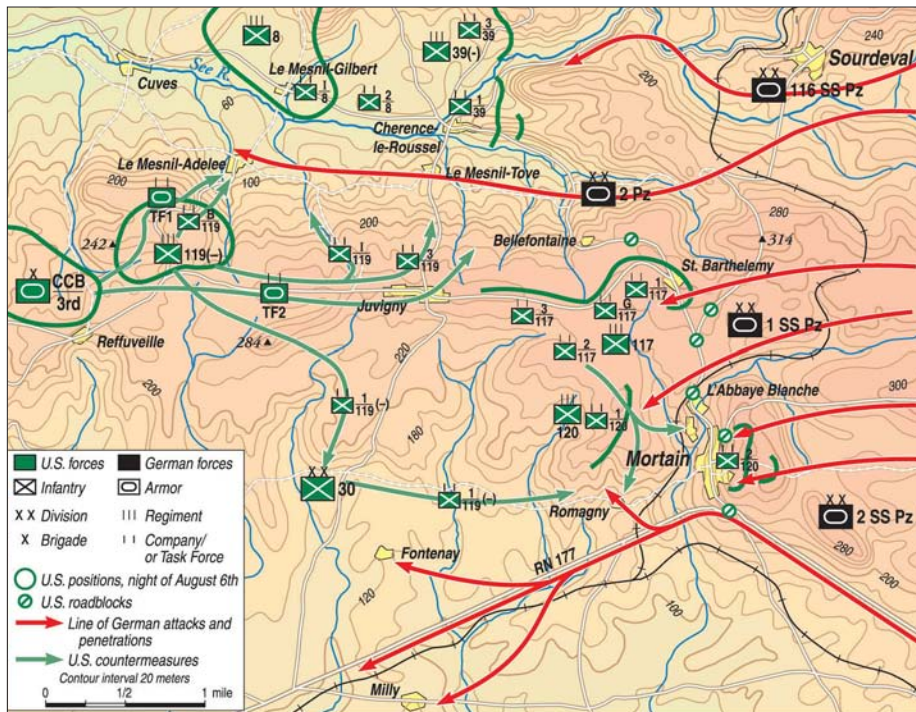 8
3
39
39(-)
240
Sourdeval
Le Mesnil-Gilbert
Cuves
See R.
60
1
8
2
8
1
39
200
116 SS Pz
Cherence-
le-Roussel
Le Mesnil-Adelee
200
100
Le Mesnil-Tove
2 Pz
TF1
B
119
200
280
314
242
119(–)
Bellefontaine
St. Barthelemy
1
119
3
119
CCB
3rd
TF2
Juvigny
1
117
G
117
3
117
117
1 SS Pz
Reffuveille
284
220
2
117
L'Abbaye Blanche
300
200
1
119 (–)
120
1
120
180
Mortain
2
120
30
1
119 (–)
Romagny
2 SS Pz
280
Fontenay
RN 177
200
120
100
Milly
U.S. forces
German forces
Infantry
Armor
X X Division
I I I Regiment
X Brigade
I I Company/
or Task Force
U.S. positions, night of August 6th
U.S. roadblocks
Line of German attacks and
penetrations
U.S. countermeasures
Contour interval 20 meters
0 1/2 1 mile